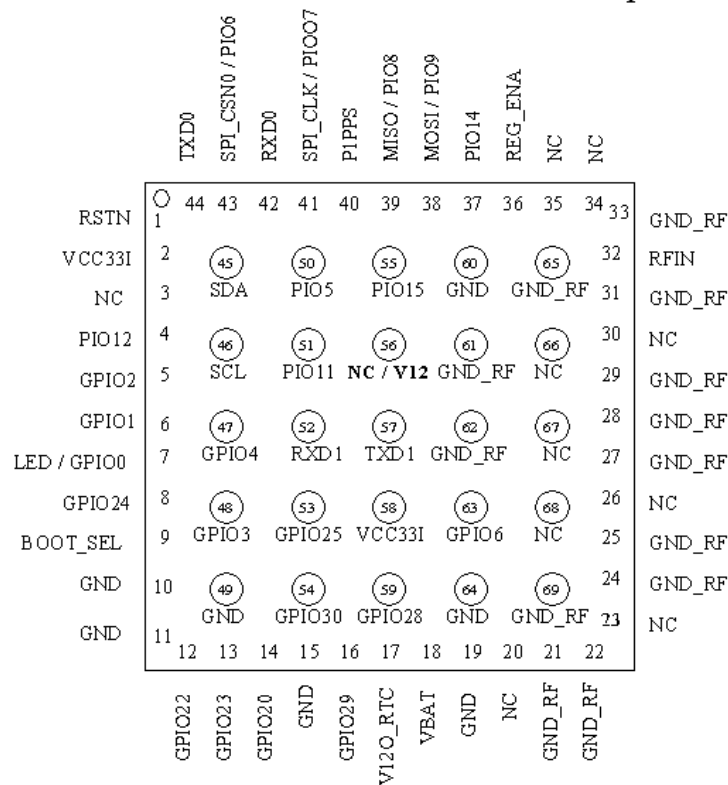 TXD0
SPI_CSN0 / PIO6
RXD0
SPI_CLK / PIOO7
P1PPS
MISO / PIO8
MOSI / PIO9
PIO14
REG_ENA
NC
NC
44 43 42 41 40 39 38 37 36 35 34 33
RSTN 1 GND_RF
VCC33I 2 45 50 55 60 65 32 RFIN
NC 3 SDA PIO5 PIO15 GND GND_RF 31 GND_RF
PIO12 4 46 51 56 61 66 30 NC
GPIO2 5 SCL PIO11 NC / V12 GND_RF NC 29 GND_RF
GPIO1 6 47 52 57 62 67 28 GND_RF
LED / GPIO0 7 GPIO4 RXD1 TXD1 GND_RF NC 27 GND_RF
GPIO24 8 48 53 58 63 68 26 NC
BOOT_SEL 9 GPIO3 GPIO25 VCC33I GPIO6 NC 25 GND_RF
GND 10 49 54 59 64 69 24 GND_RF
GND 11 GND GPIO30 GPIO28 GND GND_RF 23 NC
12 13 14 15 16 17 18 19 20 21 22
GPIO22
GPIO23
GPIO20
GND
GPIO29
V12O_RTC
VBAT
GND
NC
GND_RF
GND_RF